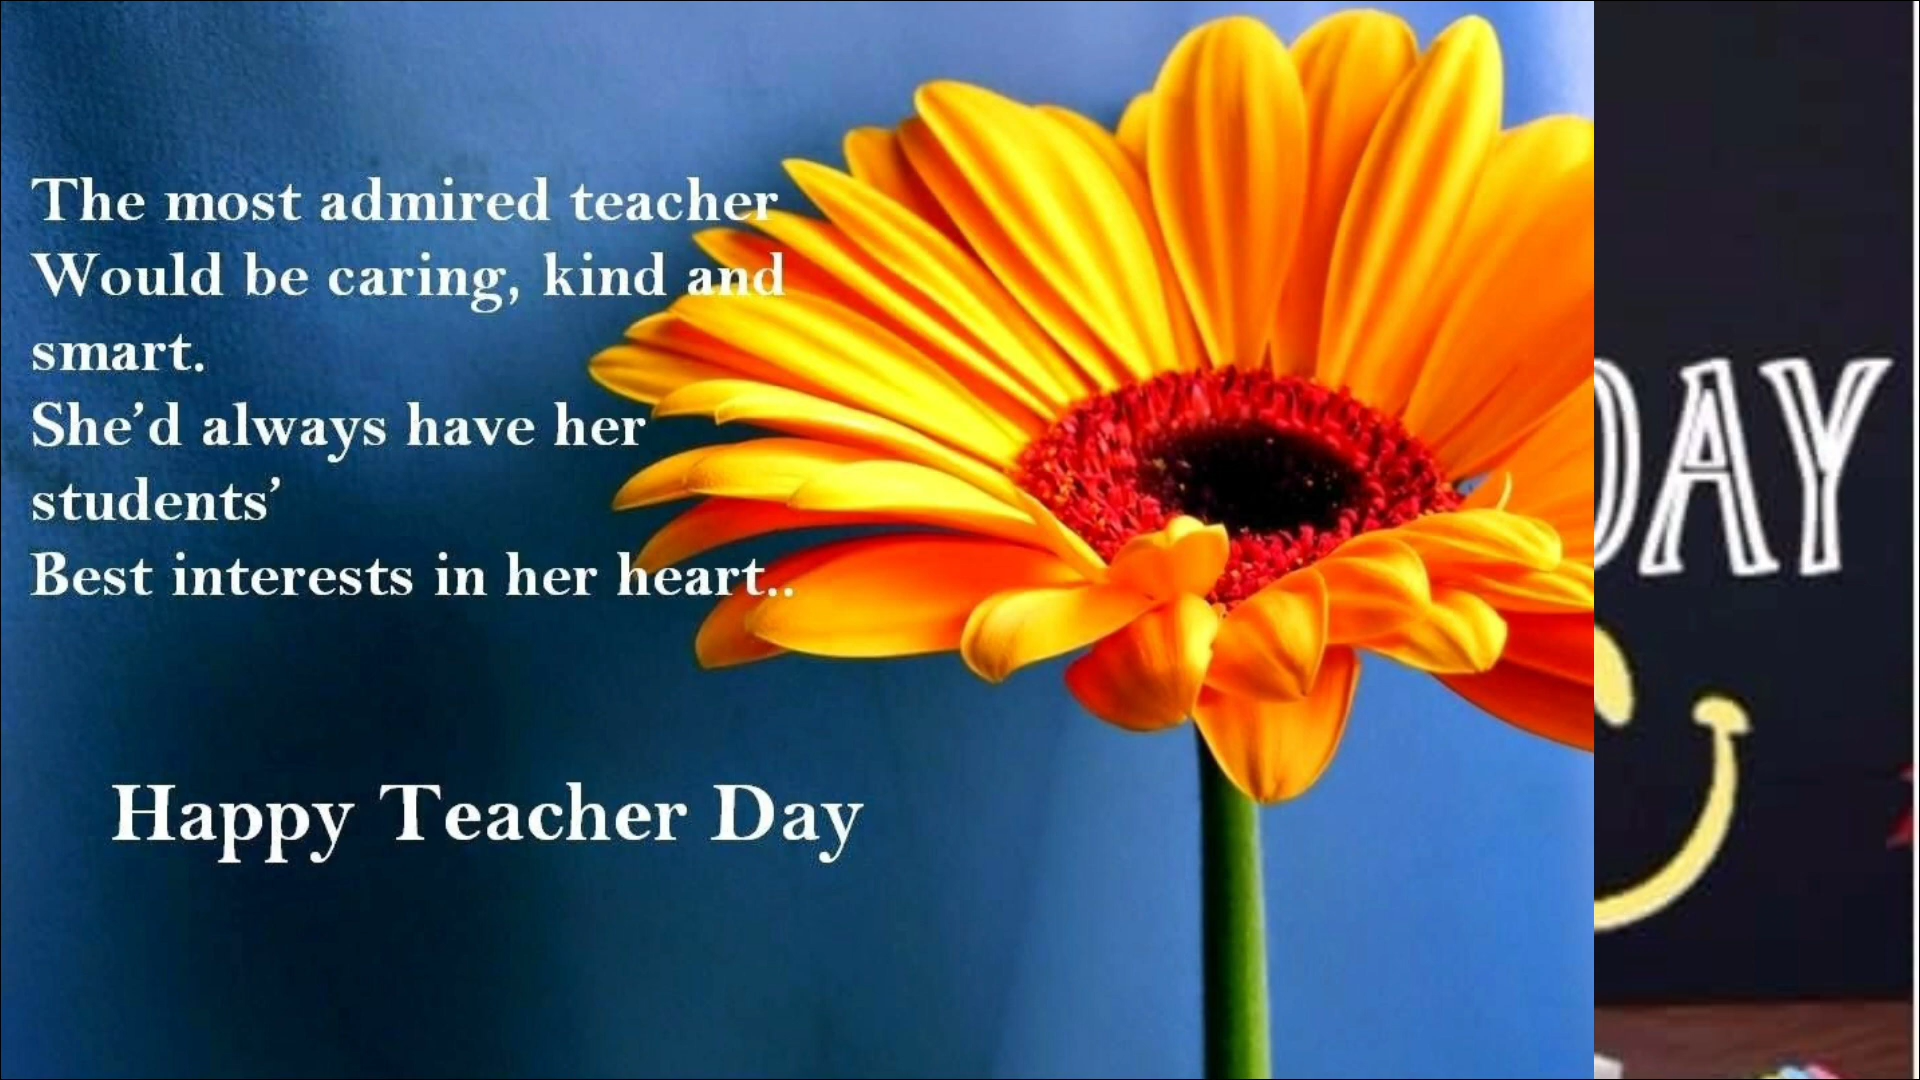 The most admired teacher
Would be caring, kind and
smart.
She’d always have her
students’
Best interests in her heart..
Happy Teacher Day
DAY